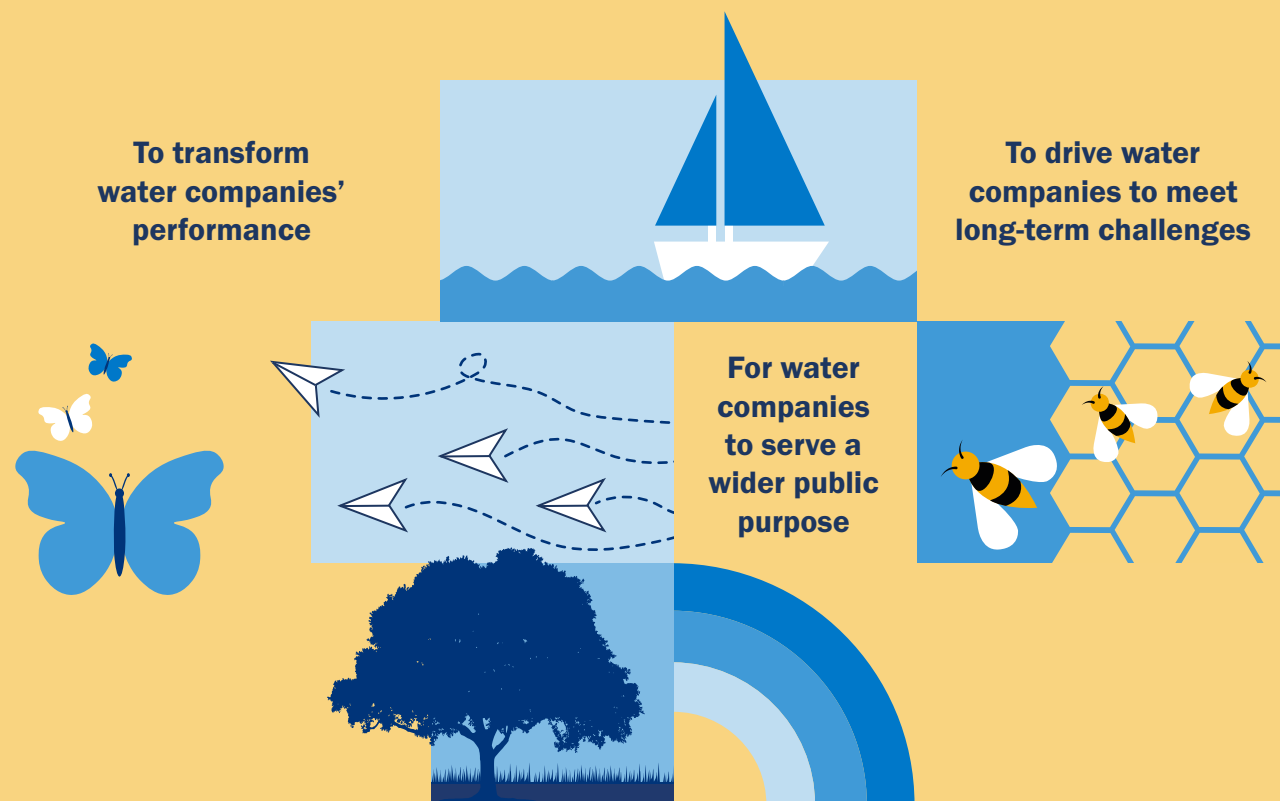 To transform
water companies’
performance
To drive water
companies to meet
long-term challenges
For water
companies
to serve a
wider public
purpose